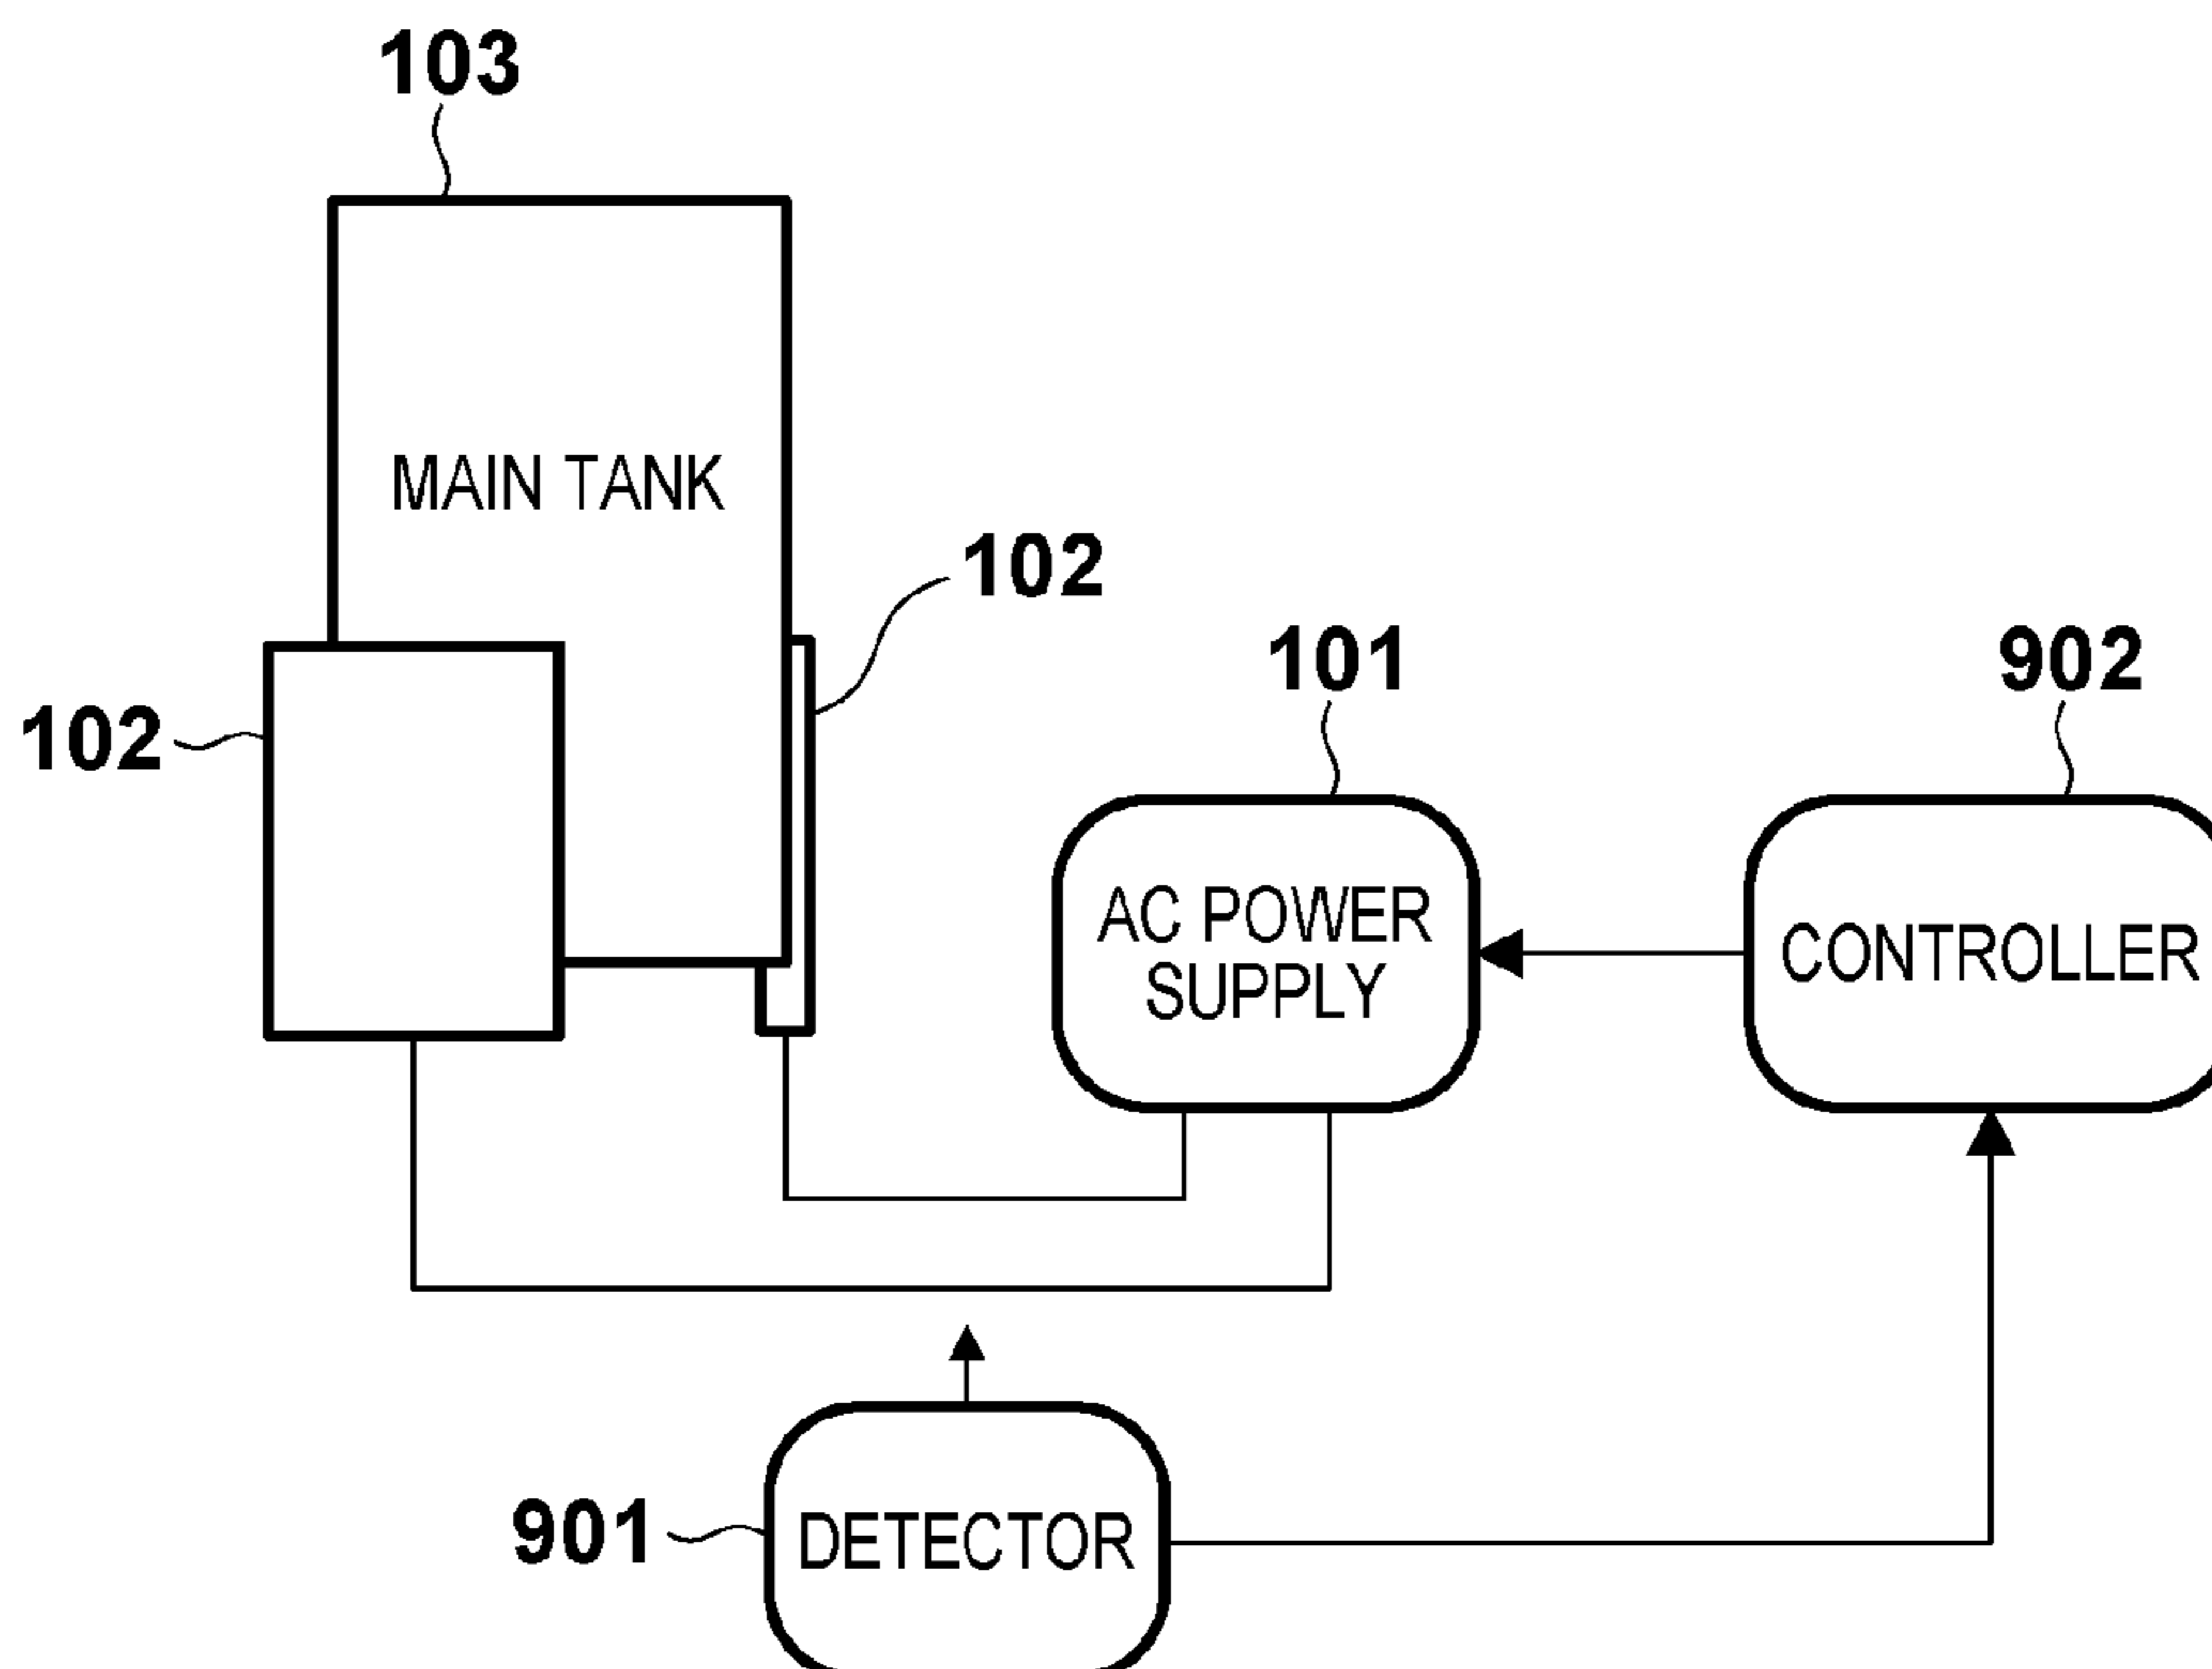 103
MAIN TANK
102
102
101
902
AC POWER
SUPPLY
CONTROLLER
901
DETECTOR